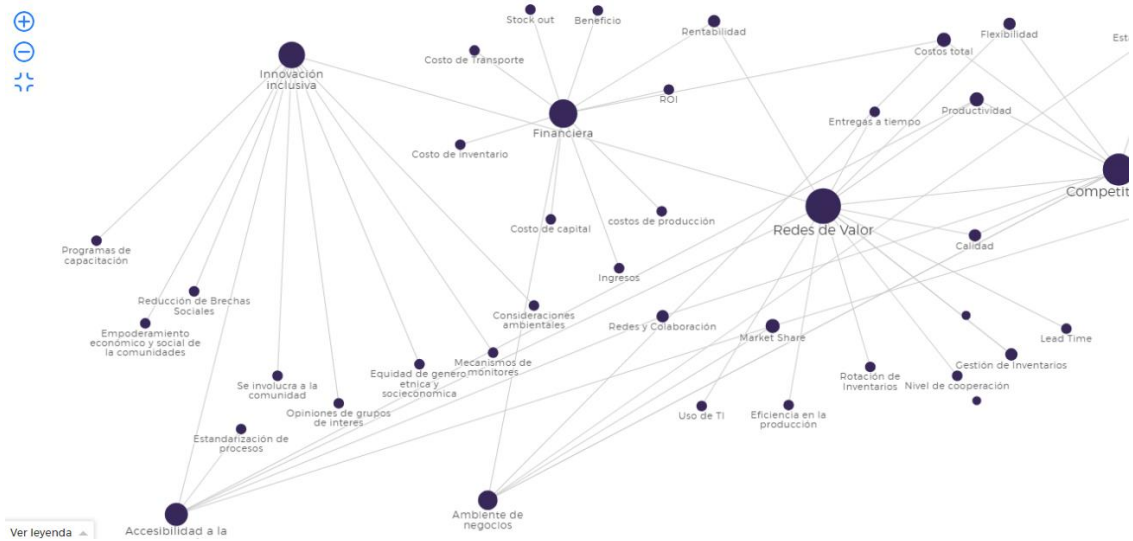 Stock out
Beneficio
Rentabilidad
Flexibilidad
Esta
Costos total
Costo de Transporte
Innovación
inclusiva
ROI
Productividad
Entregas a tiempo
Financiera
Costo de inventario
Competit
costos de producción
Costo de capital
Redes de Valor
Calidad
Programas de
capacitación
Ingresos
Reducción de Brechas
Sociales
Consideraciones
ambientales
Redes y Colaboración
Market Share
Lead Time
Empoderamiento
económico y social de
la comunidades
Mecanismos de
monitores
Gestión de Inventarios
Equidad de genero
etnica y
socieconomica
Rotación de
Inventarios
Nivel de cooperación
Se involucra a la
comunidad
Opiniones de grupos
de interes
Uso de TI
Eficiencia en la
producción
Estandarización de
procesos
Ambiente de
negocios
Accesibilidad a la
Ver leyenda